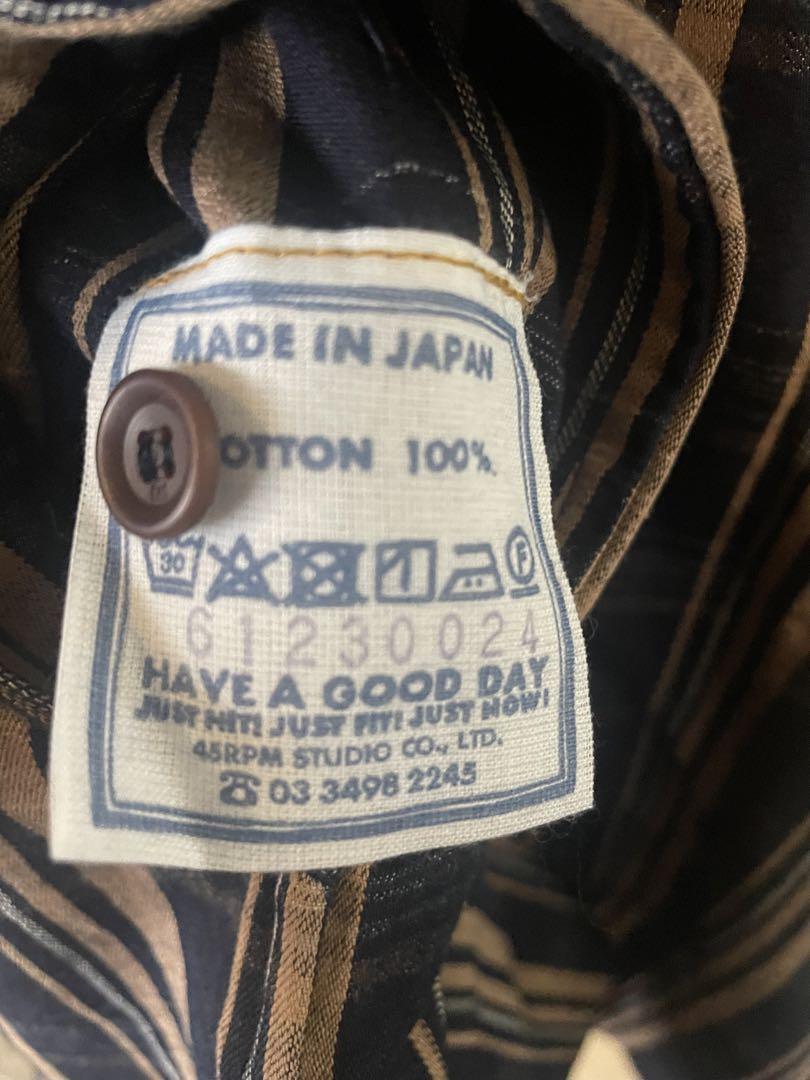 MADE IN JAPAN
OTTON 100%.
30 F
61230024
HAVE A GOOD DAY
JUST HIT! JUST FIT! JUST NOW!
45RPM STUDIO CO., LTD.
☎ 03 3498 2245